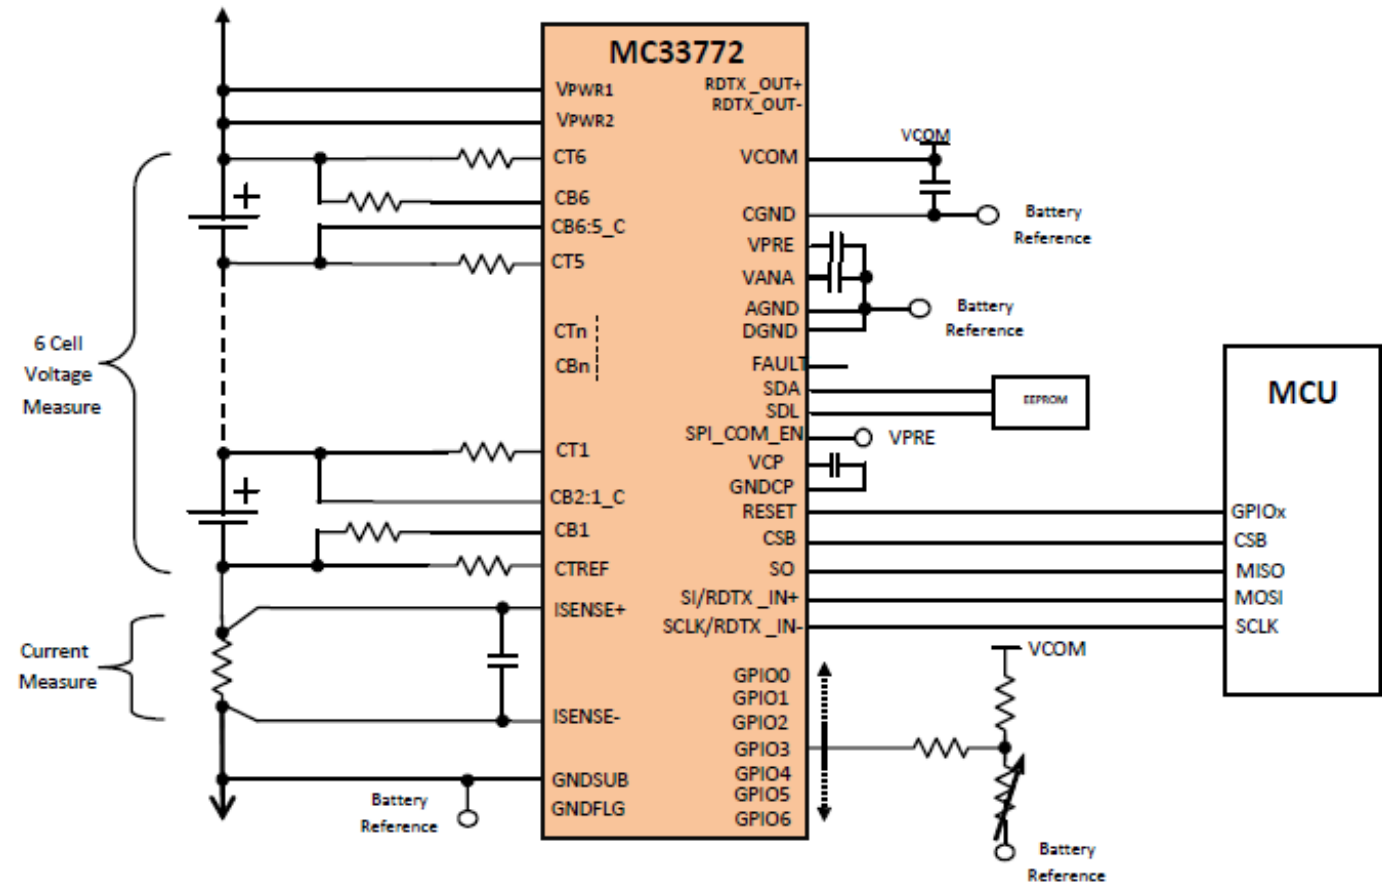 MC33772
VPWR1
VPWR2
CT6
CB6
CB6:5_C
CT5
CTn
CBn
CT1
CB2:1_C
CB1
CTREF
ISENSE+
ISENSE-
GNDSUB
GNDFLG
RDTX_OUT+
RDTX_OUT-
VCOM
CGND
VPRE
VANA
AGND
DGND
FAULT
SDA
SDL
SPI_COM_EN
VCP
GNDCP
RESET
CSB
SO
SI/RDTX_IN+
SCLK/RDTX_IN-
GPIO0
GPIO1
GPIO2
GPIO3
GPIO4
GPIO5
GPIO6
6 Cell
Voltage
Measure
+
+
Current
Measure
Battery
Reference
VCOM
Battery
Reference
Battery
Reference
EEPROM
VPRE
MCU
GPIOx
CSB
MISO
MOSI
SCLK
VCOM
Battery
Reference